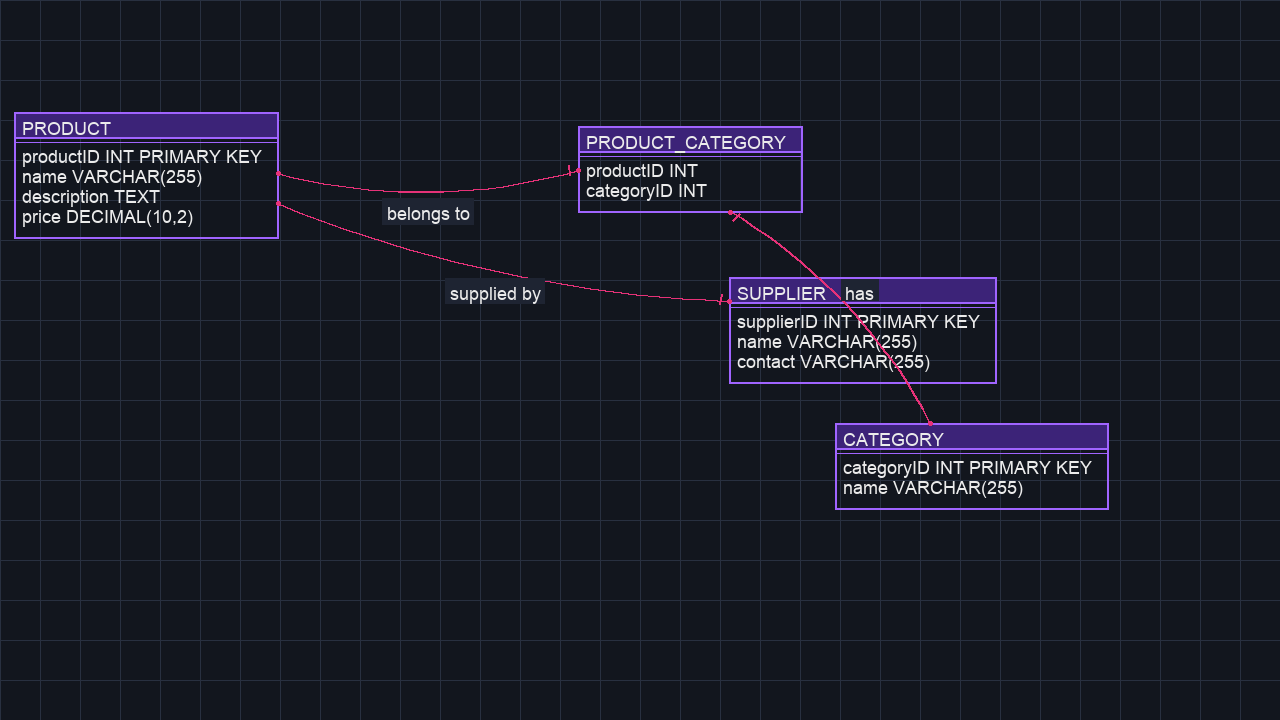 PRODUCT
productID INT PRIMARY KEY
name VARCHAR(255)
description TEXT
price DECIMAL(10,2)
belongs to
supplied by
PRODUCT_CATEGORY
productID INT
categoryID INT
SUPPLIER
has
supplierID INT PRIMARY KEY
name VARCHAR(255)
contact VARCHAR(255)
CATEGORY
categoryID INT PRIMARY KEY
name VARCHAR(255)